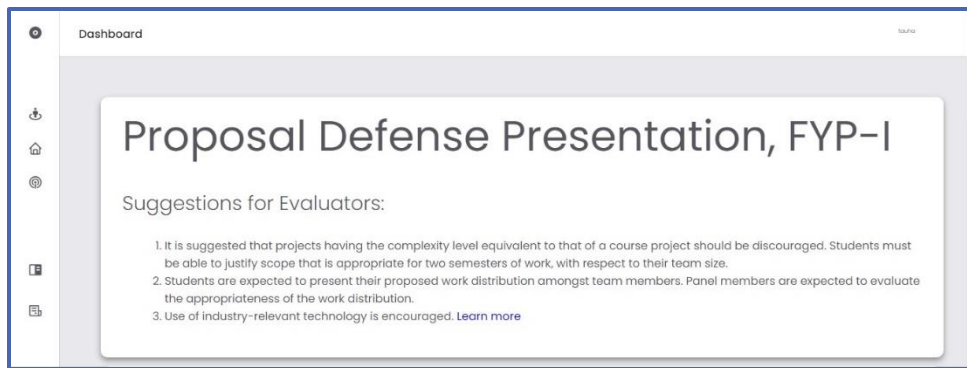 Dashboard
Proposal Defense Presentation, FYP-I
Suggestions for Evaluators:
1. It is suggested that projects having the complexity level equivalent to that of a course project should be discouraged. Students must
be able to justify scope that is appropriate for two semesters of work, with respect to their team size.
2. Students are expected to present their proposed work distribution amongst team members. Panel members are expected to evaluate
the appropriateness of the work distribution.
3. Use of industry-relevant technology is encouraged. Learn more